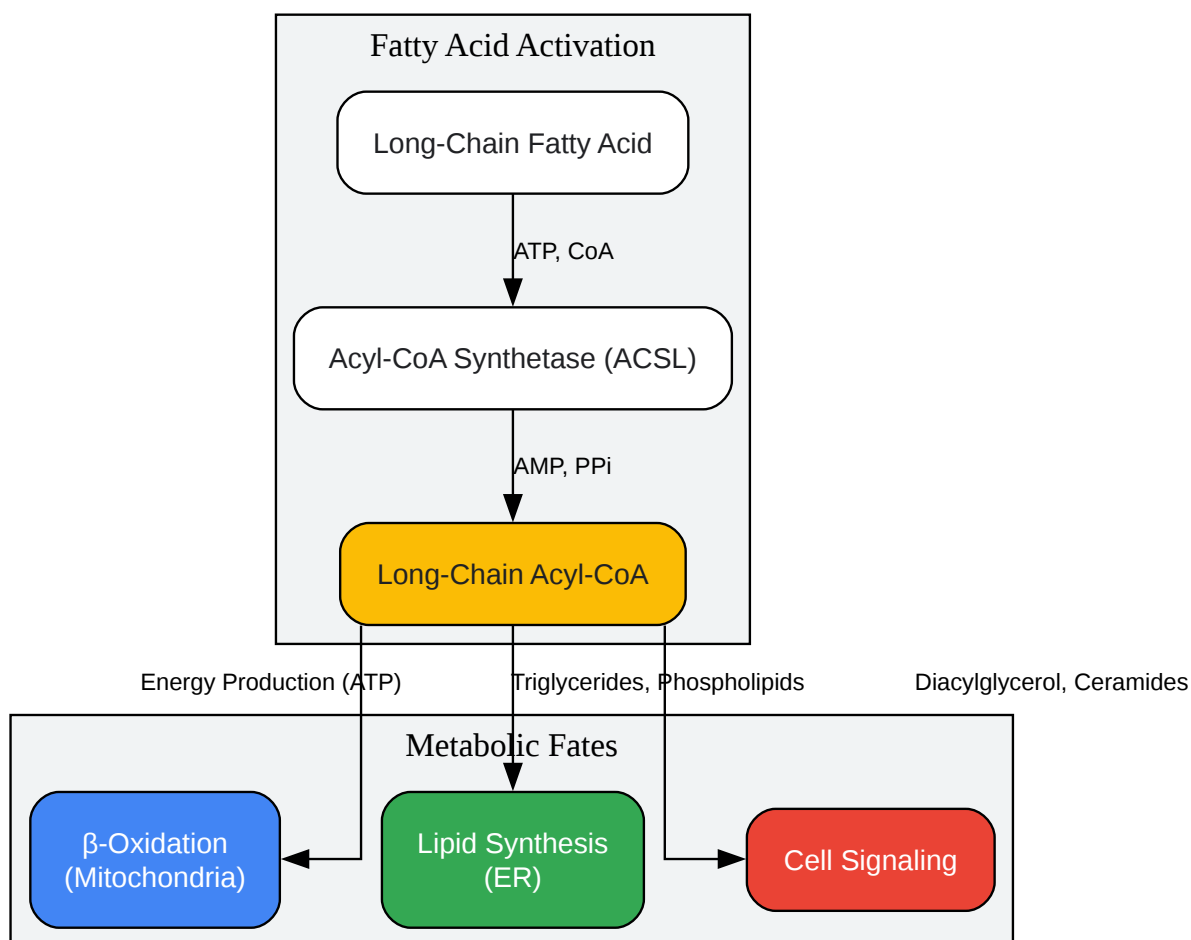 Fatty Acid Activation
Long-Chain Fatty Acid
ATP, CoA
Acyl-CoA Synthetase (ACSL)
AMP, PPi
Long-Chain Acyl-CoA
Energy Production (ATP)
Triglycerides, Phospholipids
Diacylglycerol, Ceramides
Metabolic Fates
β-Oxidation
(Mitochondria)
Lipid Synthesis
(ER)
Cell Signaling